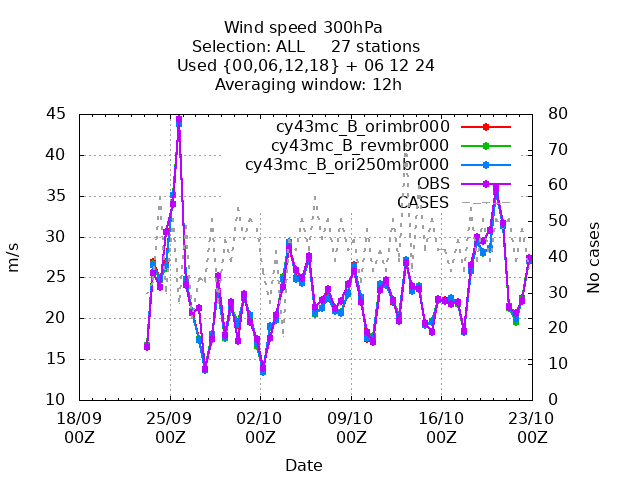 Wind speed 300hPa
Selection: ALL 27 stations
Used {00,06,12,18} + 06 12 24
Averaging window: 12h
cy43mc_B_orimbr000
cy43mc_B_revmbr000
cy43mc_B_ori250mbr000
OBS
CASES
45
40
35
30
25
20
15
10
m/s
80
70
60
50
40
30
20
10
0
No cases
18/09 25/09 02/10 09/10 16/10 23/10
00Z 00Z 00Z 00Z 00Z 00Z
Date